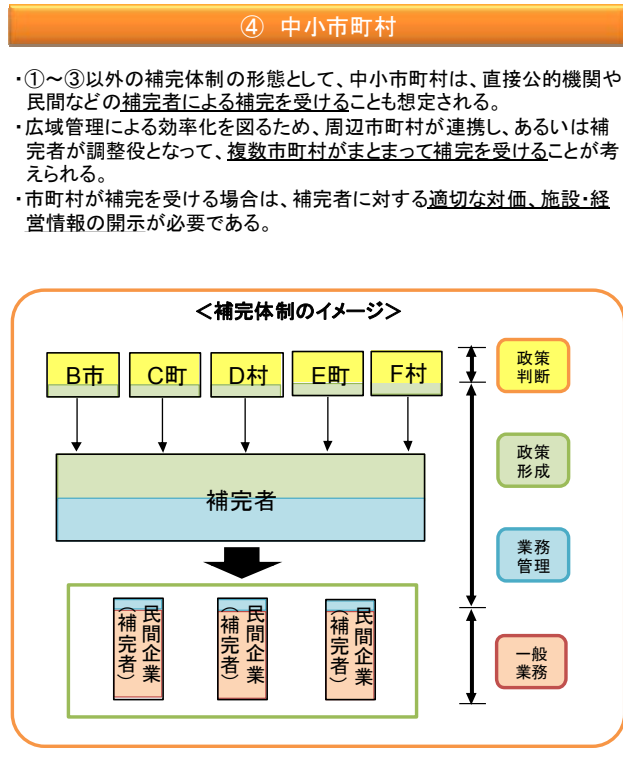 ④ 中小市町村
・①～③以外の補完体制の形態として、中小市町村は、直接公的機関や
民間などの補完者による補完を受けることも想定される。
・広域管理による効率化を図るため、周辺市町村が連携し、あるいは補
完者が調整役となって、複数市町村がまとまって補完を受けることが考
えられる。
・市町村が補完を受ける場合は、補完者に対する適切な対価、施設・経
営情報の開示が必要である。
＜補完体制のイメージ＞
B市
C町
D村
E町
F村
政策
判断
政策
形成
補完者
業務
管理
民間企業
（補完者）
民間企業
（補完者）
民間企業
（補完者）
一般
業務